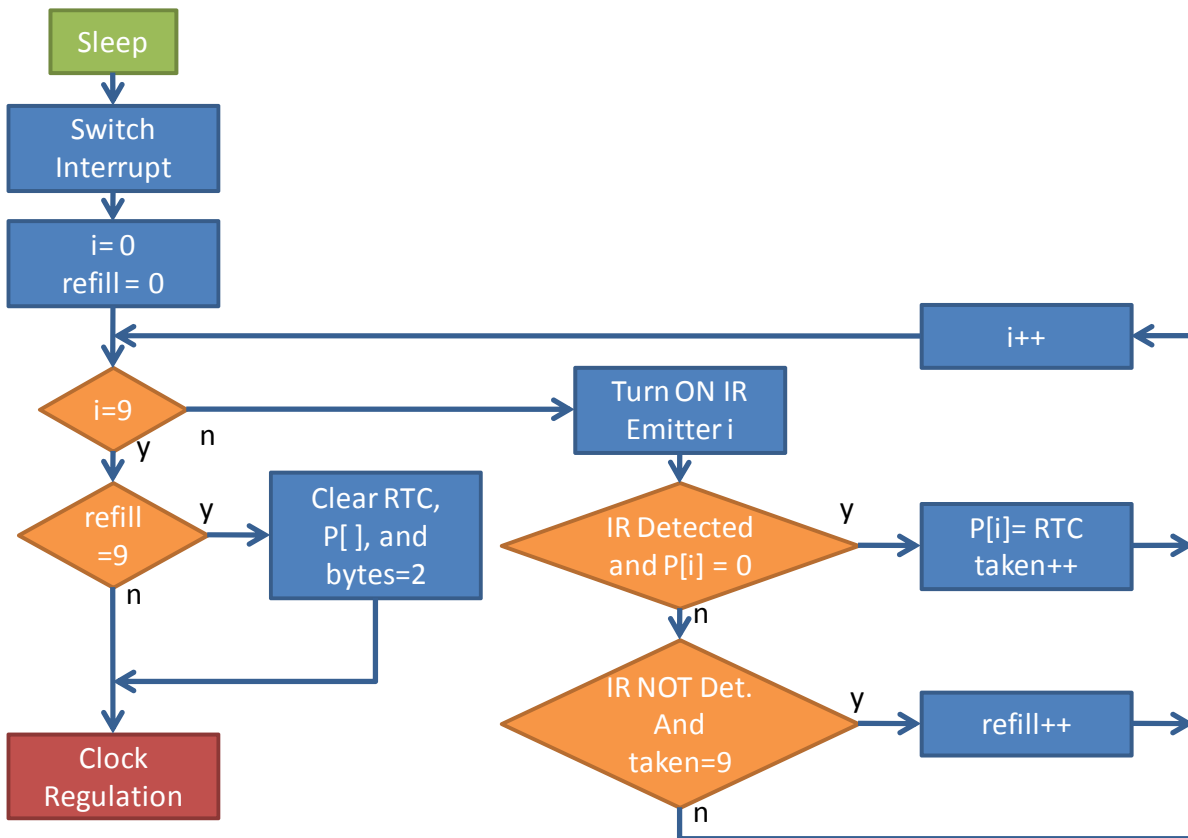 Sleep
Switch
Interrupt
i= 0
refill = 0
i++
i=9
n
y
Turn ON IR
Emitter i
refill
=9
y
n
Clear RTC,
P[ ], and
bytes=2
IR Detected
and P[i] = 0
y
n
P[i]= RTC
taken++
IR NOT Det.
And
taken=9
y
n
refill++
Clock
Regulation